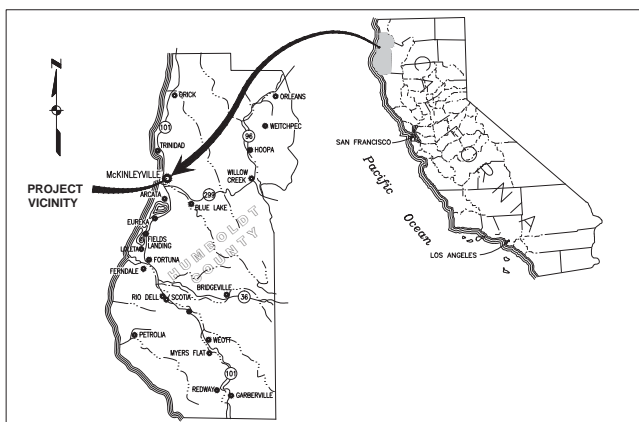 N
ORICK
ORLEANS
WEITCHPEC
101
96
TRINIDAD
HOOPA
McKINLEYVILLE
WILLOW
CREEK
PROJECT
VICINITY
299
ARCATA
BLUE LAKE
EUREKA
FIELDS
LANDING
LOLETA
HUMBOLDT
COUNTY
FORTUNA
FERNDALE
BRIDGEVILLE
RIO DELL
SCOTIA
36
PETROLIA
WEOTT
MYERS FLAT
101
REDWAY
GARBERVILLE
CALIFORNIA
SAN FRANCISCO
Pacific
Ocean
LOS ANGELES